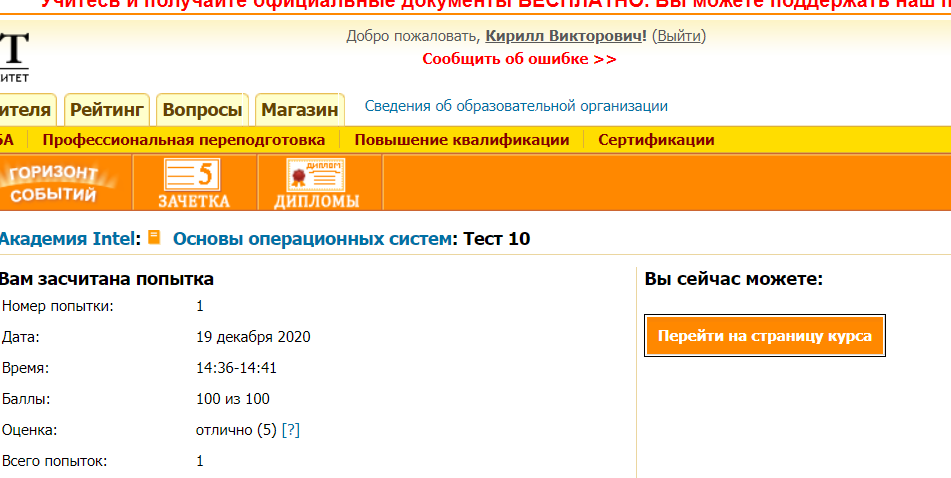 Учитесь и получайте официальные документы БЕСПЛАТНО. Вы можете поддержать наш
Т
ИТЕТ
Добро пожаловать, Кирилл Викторович! (Выйти)
Сообщить об ошибке >>
ителя Рейтинг Вопросы Магазин Сведения об образовательной организации
БА Профессиональная переподготовка Повышение квалификации Сертификации
ГОРИЗОНТ СОБЫТИЙ
5 ЗАЧЕТКА
ДИПЛОМ ДИПЛОМЫ
Академия Intel: Основы операционных систем: Тест 10
Вам засчитана попытка
Номер попытки: 1
Дата: 19 декабря 2020
Время: 14:36-14:41
Баллы: 100 из 100
Оценка: отлично (5) [?]
Всего попыток: 1
Вы сейчас можете:
Перейти на страницу курса